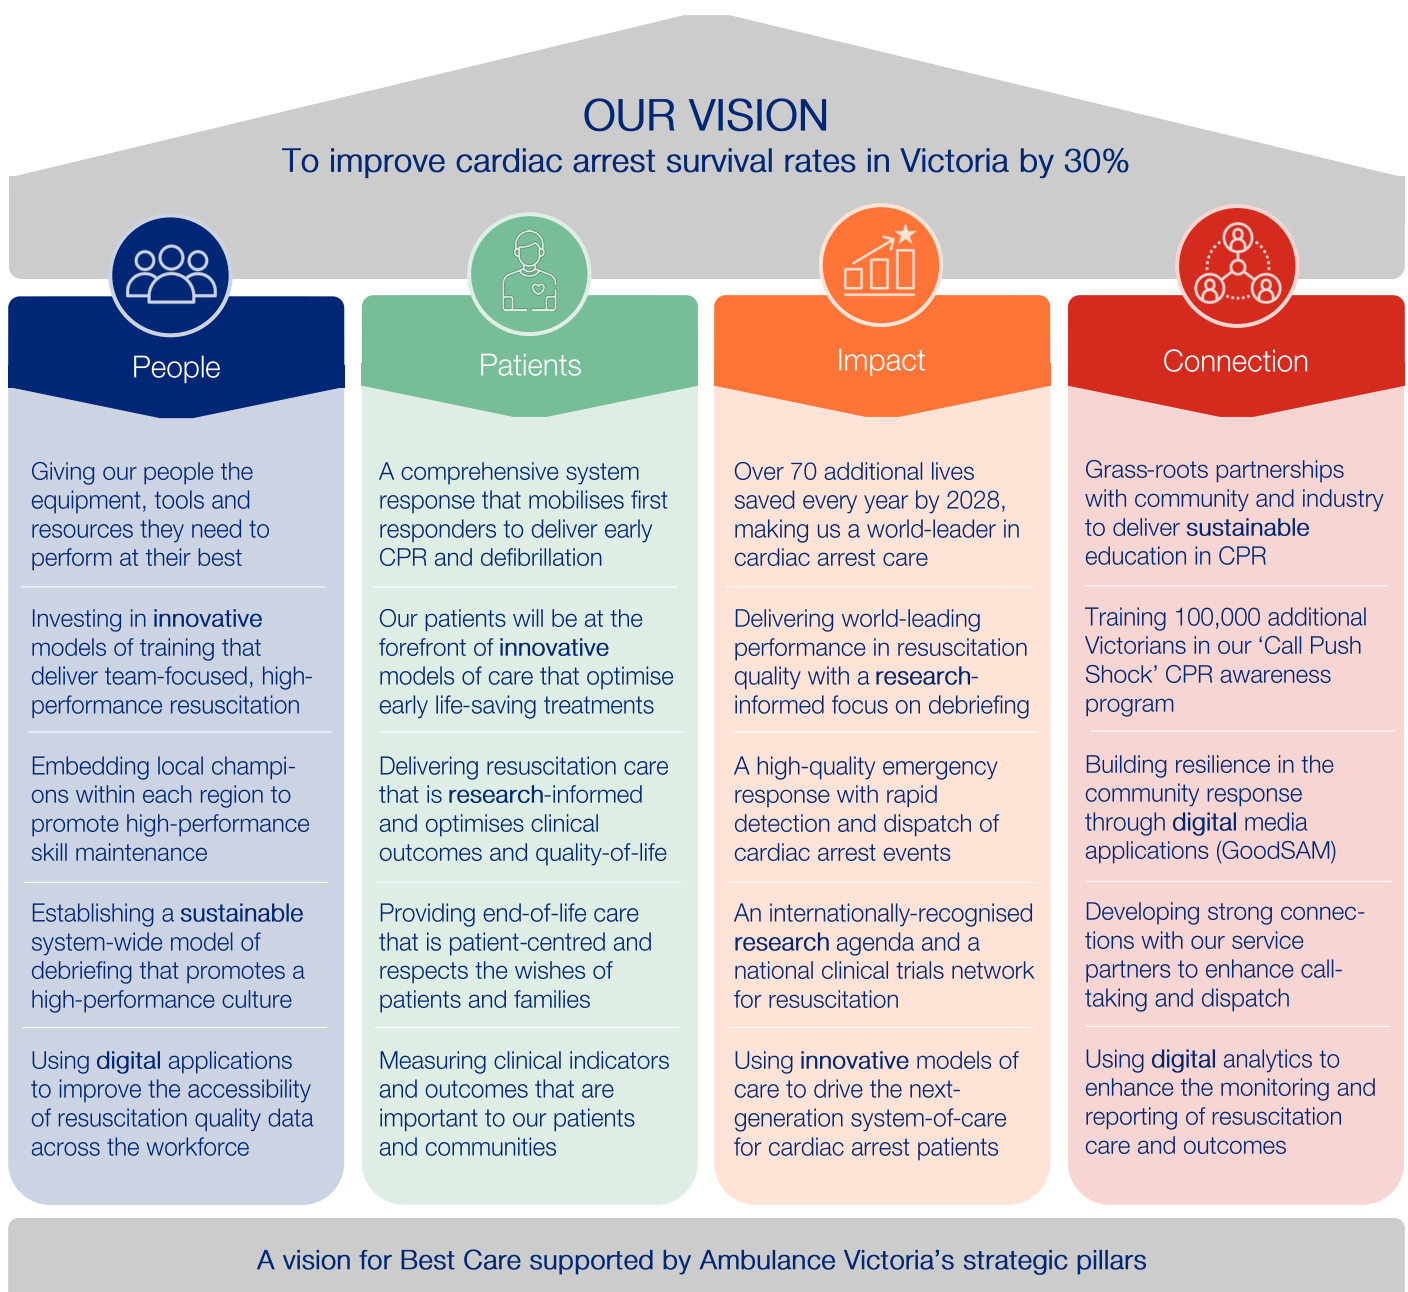 OUR VISION
To improve cardiac arrest survival rates in Victoria by 30%
People
Giving our people the
equipment, tools and
resources they need to
perform at their best
Investing in innovative
models of training that
deliver team-focused, high-
performance resuscitation
Embedding local champi-
ons within each region to
promote high-performance
skill maintenance
Establishing a sustainable
system-wide model of
debriefing that promotes a
high-performance culture
Using digital applications
to improve the accessibility
of resuscitation quality data
across the workforce
Patients
A comprehensive system
response that mobilises first
responders to deliver early
CPR and defibrillation
Our patients will be at the
forefront of innovative
models of care that optimise
early life-saving treatments
Delivering resuscitation care
that is research-informed
and optimises clinical
outcomes and quality-of-life
Providing end-of-life care
that is patient-centred and
respects the wishes of
patients and families
Measuring clinical indicators
and outcomes that are
important to our patients
and communities
Impact
Over 70 additional lives
saved every year by 2028,
making us a world-leader in
cardiac arrest care
Delivering world-leading
performance in resuscitation
quality with a research-
informed focus on debriefing
A high-quality emergency
response with rapid
detection and dispatch of
cardiac arrest events
An internationally-recognised
research agenda and a
national clinical trials network
for resuscitation
Using innovative models of
care to drive the next-
generation system-of-care
for cardiac arrest patients
Connection
Grass-roots partnerships
with community and industry
to deliver sustainable
education in CPR
Training 100,000 additional
Victorians in our ‘Call Push
Shock’ CPR awareness
program
Building resilience in the
community response
through digital media
applications (GoodSAM)
Developing strong connec-
tions with our service
partners to enhance call-
taking and dispatch
Using digital analytics to
enhance the monitoring and
reporting of resuscitation
care and outcomes
A vision for Best Care supported by Ambulance Victoria’s strategic pillars